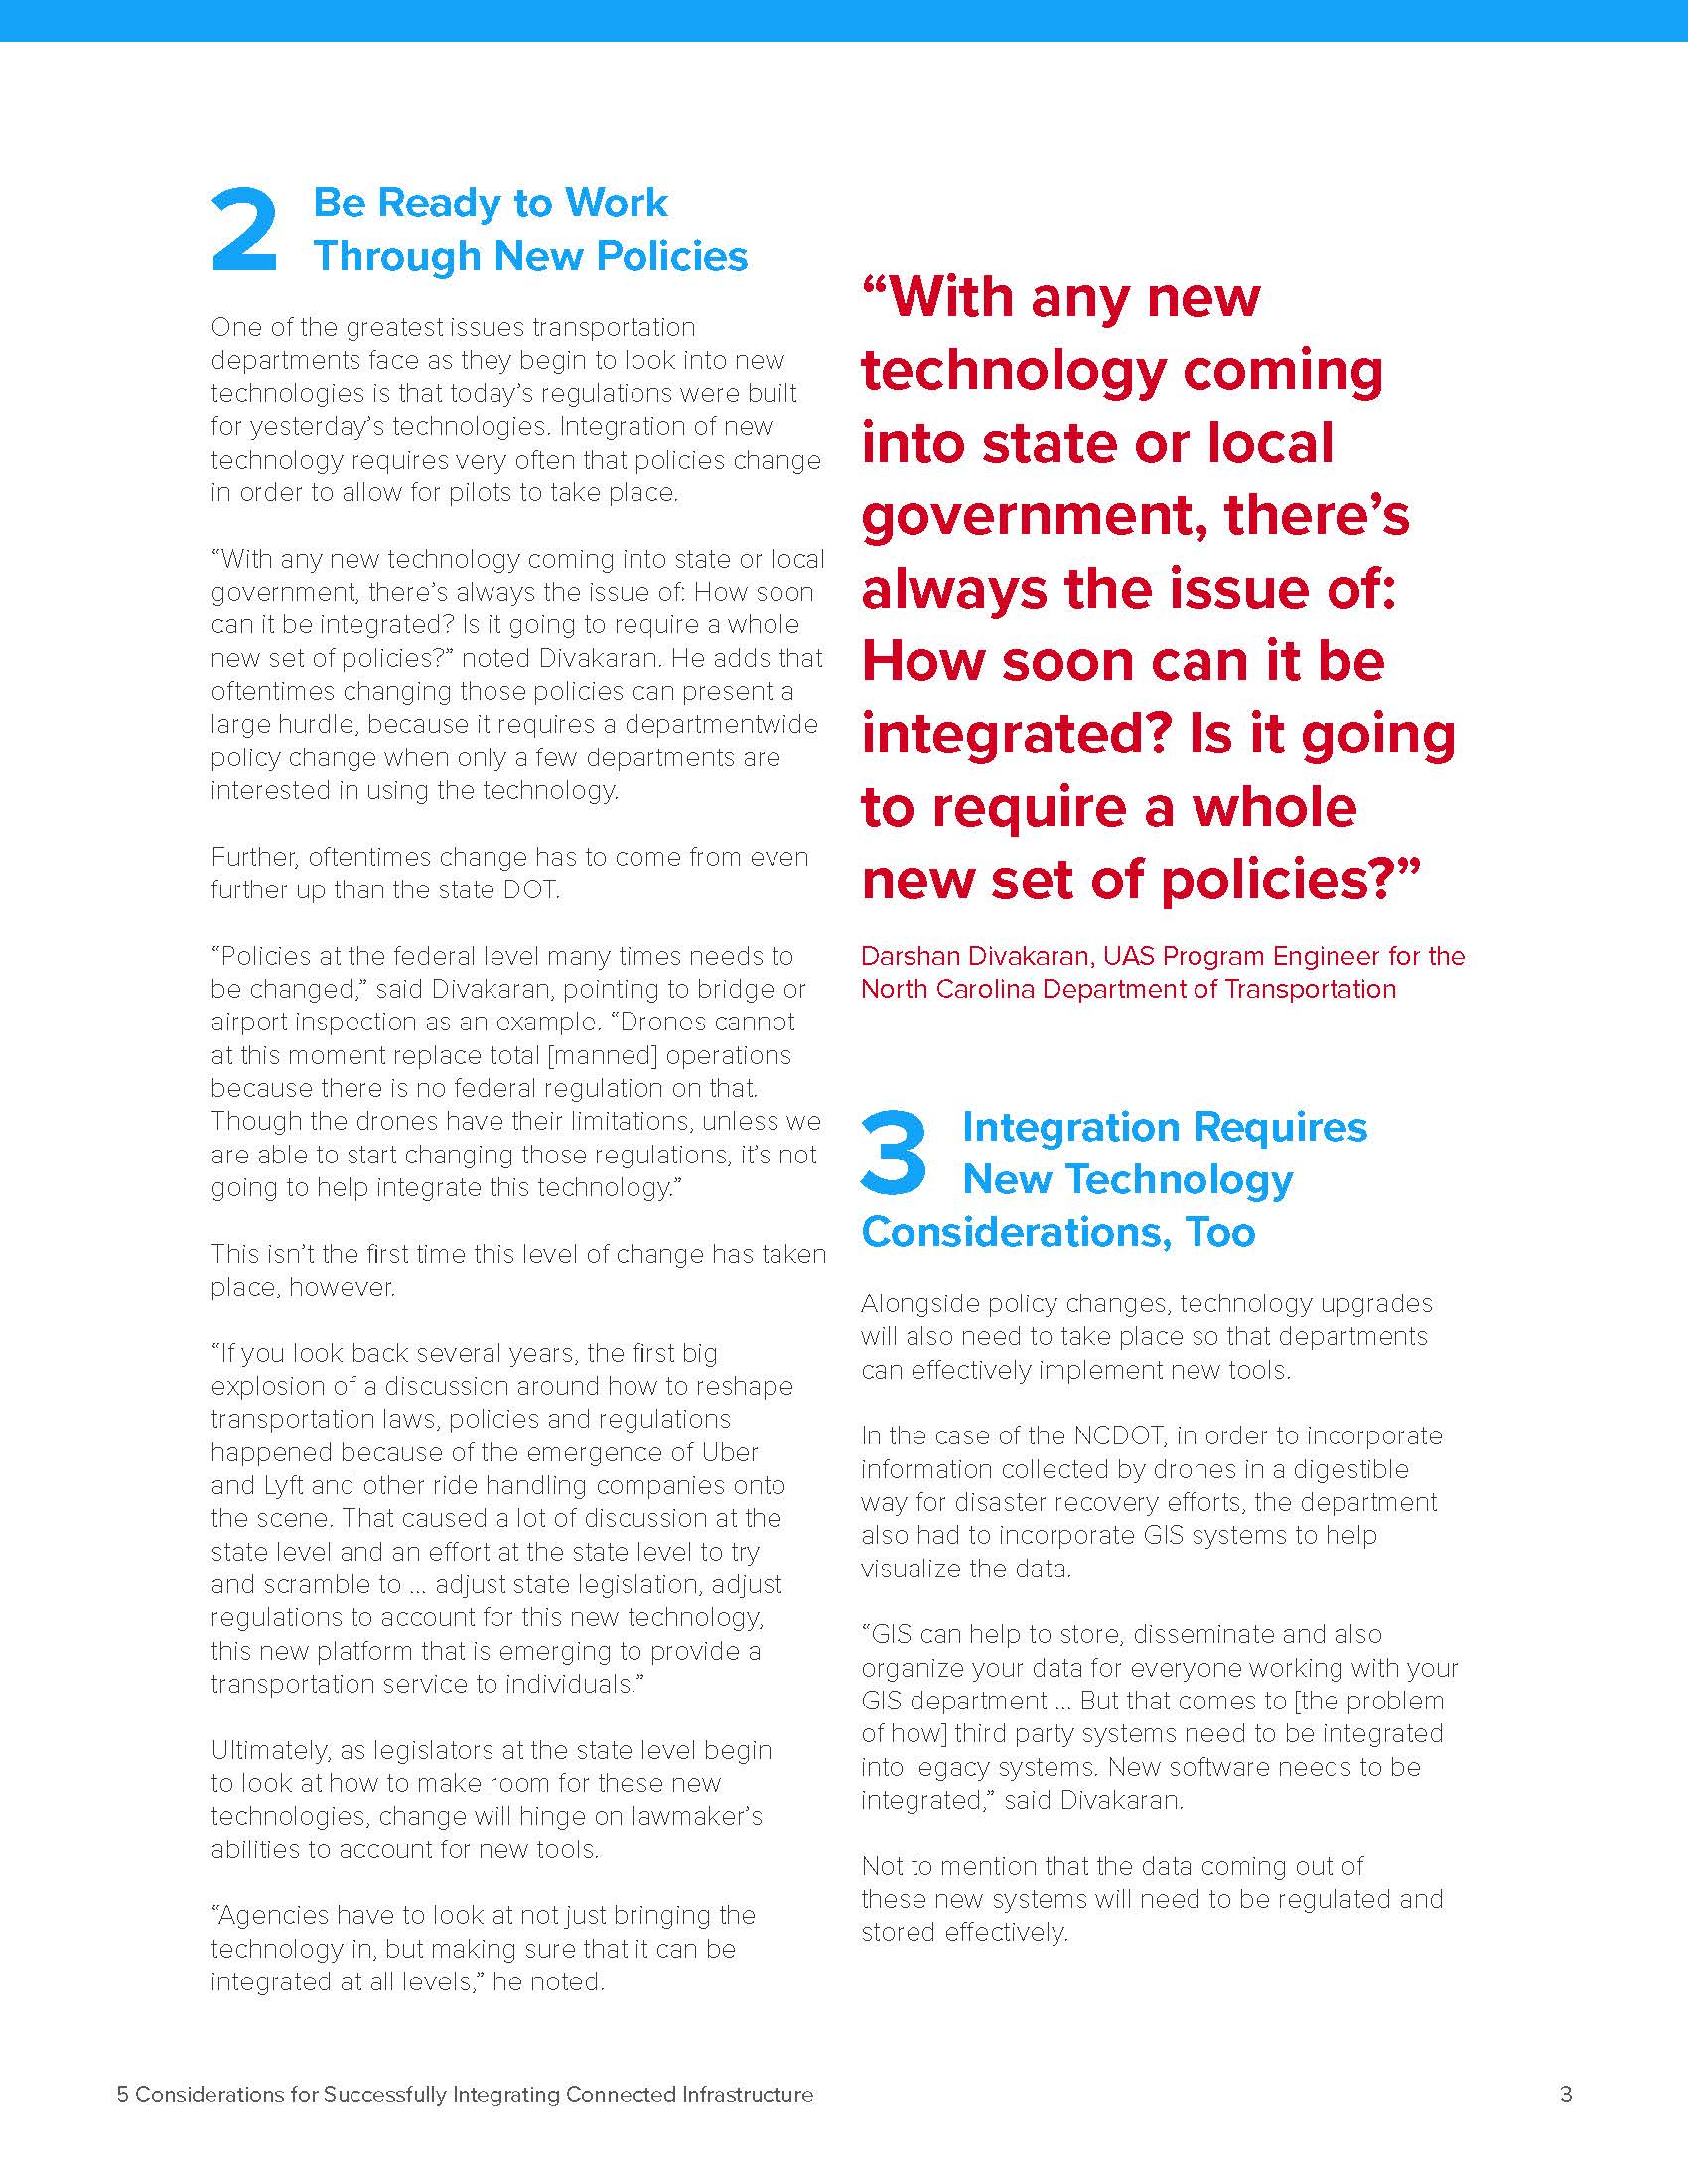 2 Be Ready to Work
Through New Policies
One of the greatest issues transportation
departments face as they begin to look into new
technologies is that today’s regulations were built
for yesterday’s technologies. Integration of new
technology requires very often that policies change
in order to allow for pilots to take place.
“With any new technology coming into state or local
government, there’s always the issue of: How soon
can it be integrated? Is it going to require a whole
new set of policies?” noted Divakaran. He adds that
oftentimes changing those policies can present a
large hurdle, because it requires a departmentwide
policy change when only a few departments are
interested in using the technology.
Further, oftentimes change has to come from even
further up than the state DOT.
“Policies at the federal level many times needs to
be changed,” said Divakaran, pointing to bridge or
airport inspection as an example. “Drones cannot
at this moment replace total [manned] operations
because there is no federal regulation on that.
Though the drones have their limitations, unless we
are able to start changing those regulations, it’s not
going to help integrate this technology.”
This isn’t the first time this level of change has taken
place, however.
“If you look back several years, the first big
explosion of a discussion around how to reshape
transportation laws, policies and regulations
happened because of the emergence of Uber
and Lyft and other ride handling companies onto
the scene. That caused a lot of discussion at the
state level and an effort at the state level to try
and scramble to ... adjust state legislation, adjust
regulations to account for this new technology,
this new platform that is emerging to provide a
transportation service to individuals.”
Ultimately, as legislators at the state level begin
to look at how to make room for these new
technologies, change will hinge on lawmaker’s
abilities to account for new tools.
“Agencies have to look at not just bringing the
technology in, but making sure that it can be
integrated at all levels,” he noted.
“With any new
technology coming
into state or local
government, there’s
always the issue of:
How soon can it be
integrated? Is it going
to require a whole
new set of policies?”
Darshan Divakaran, UAS Program Engineer for the
North Carolina Department of Transportation
3 Integration Requires
New Technology
Considerations, Too
Alongside policy changes, technology upgrades
will also need to take place so that departments
can effectively implement new tools.
In the case of the NCDOT, in order to incorporate
information collected by drones in a digestible
way for disaster recovery efforts, the department
also had to incorporate GIS systems to help
visualize the data.
“GIS can help to store, disseminate and also
organize your data for everyone working with your
GIS department ... But that comes to [the problem
of how] third party systems need to be integrated
into legacy systems. New software needs to be
integrated,” said Divakaran.
Not to mention that the data coming out of
these new systems will need to be regulated and
stored effectively.
5 Considerations for Successfully Integrating Connected Infrastructure
3